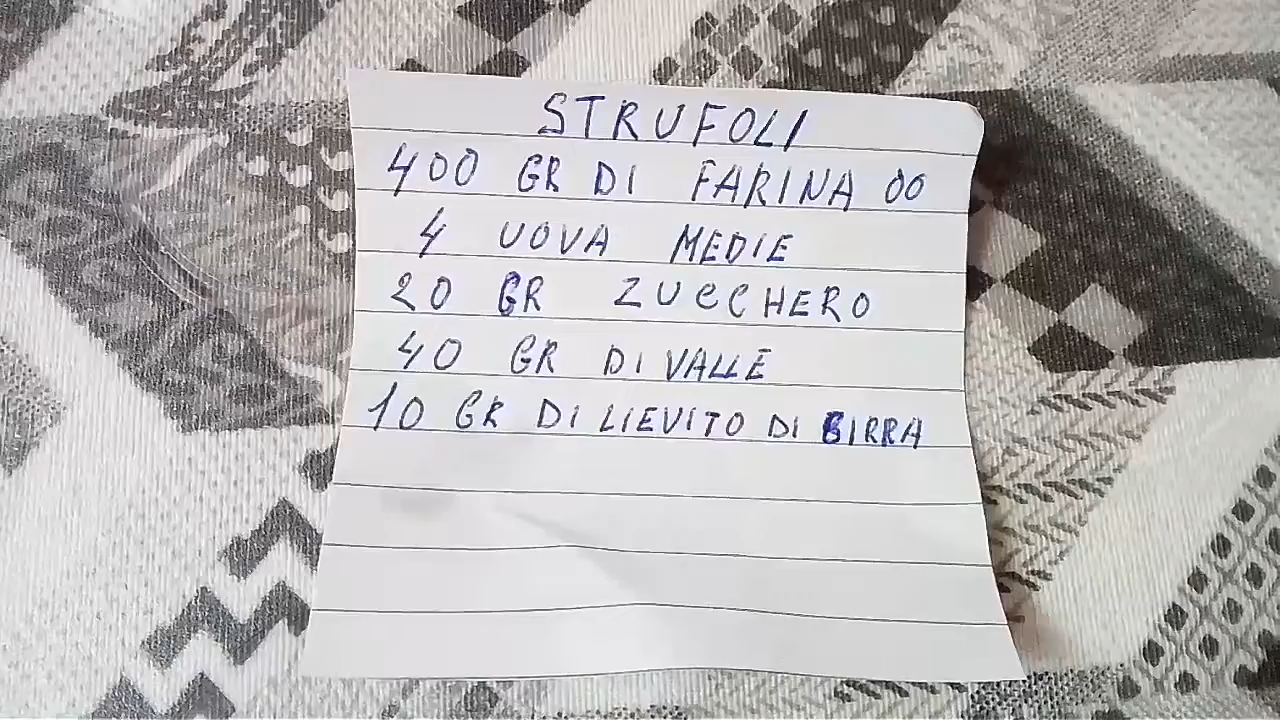 STRUFOLI
400 GR DI FARINA 00
4 UOVA MEDIE
20 GR ZUCCHERO
40 GR DI VALLE
10 GR DI LIEVITO DI BIRRA